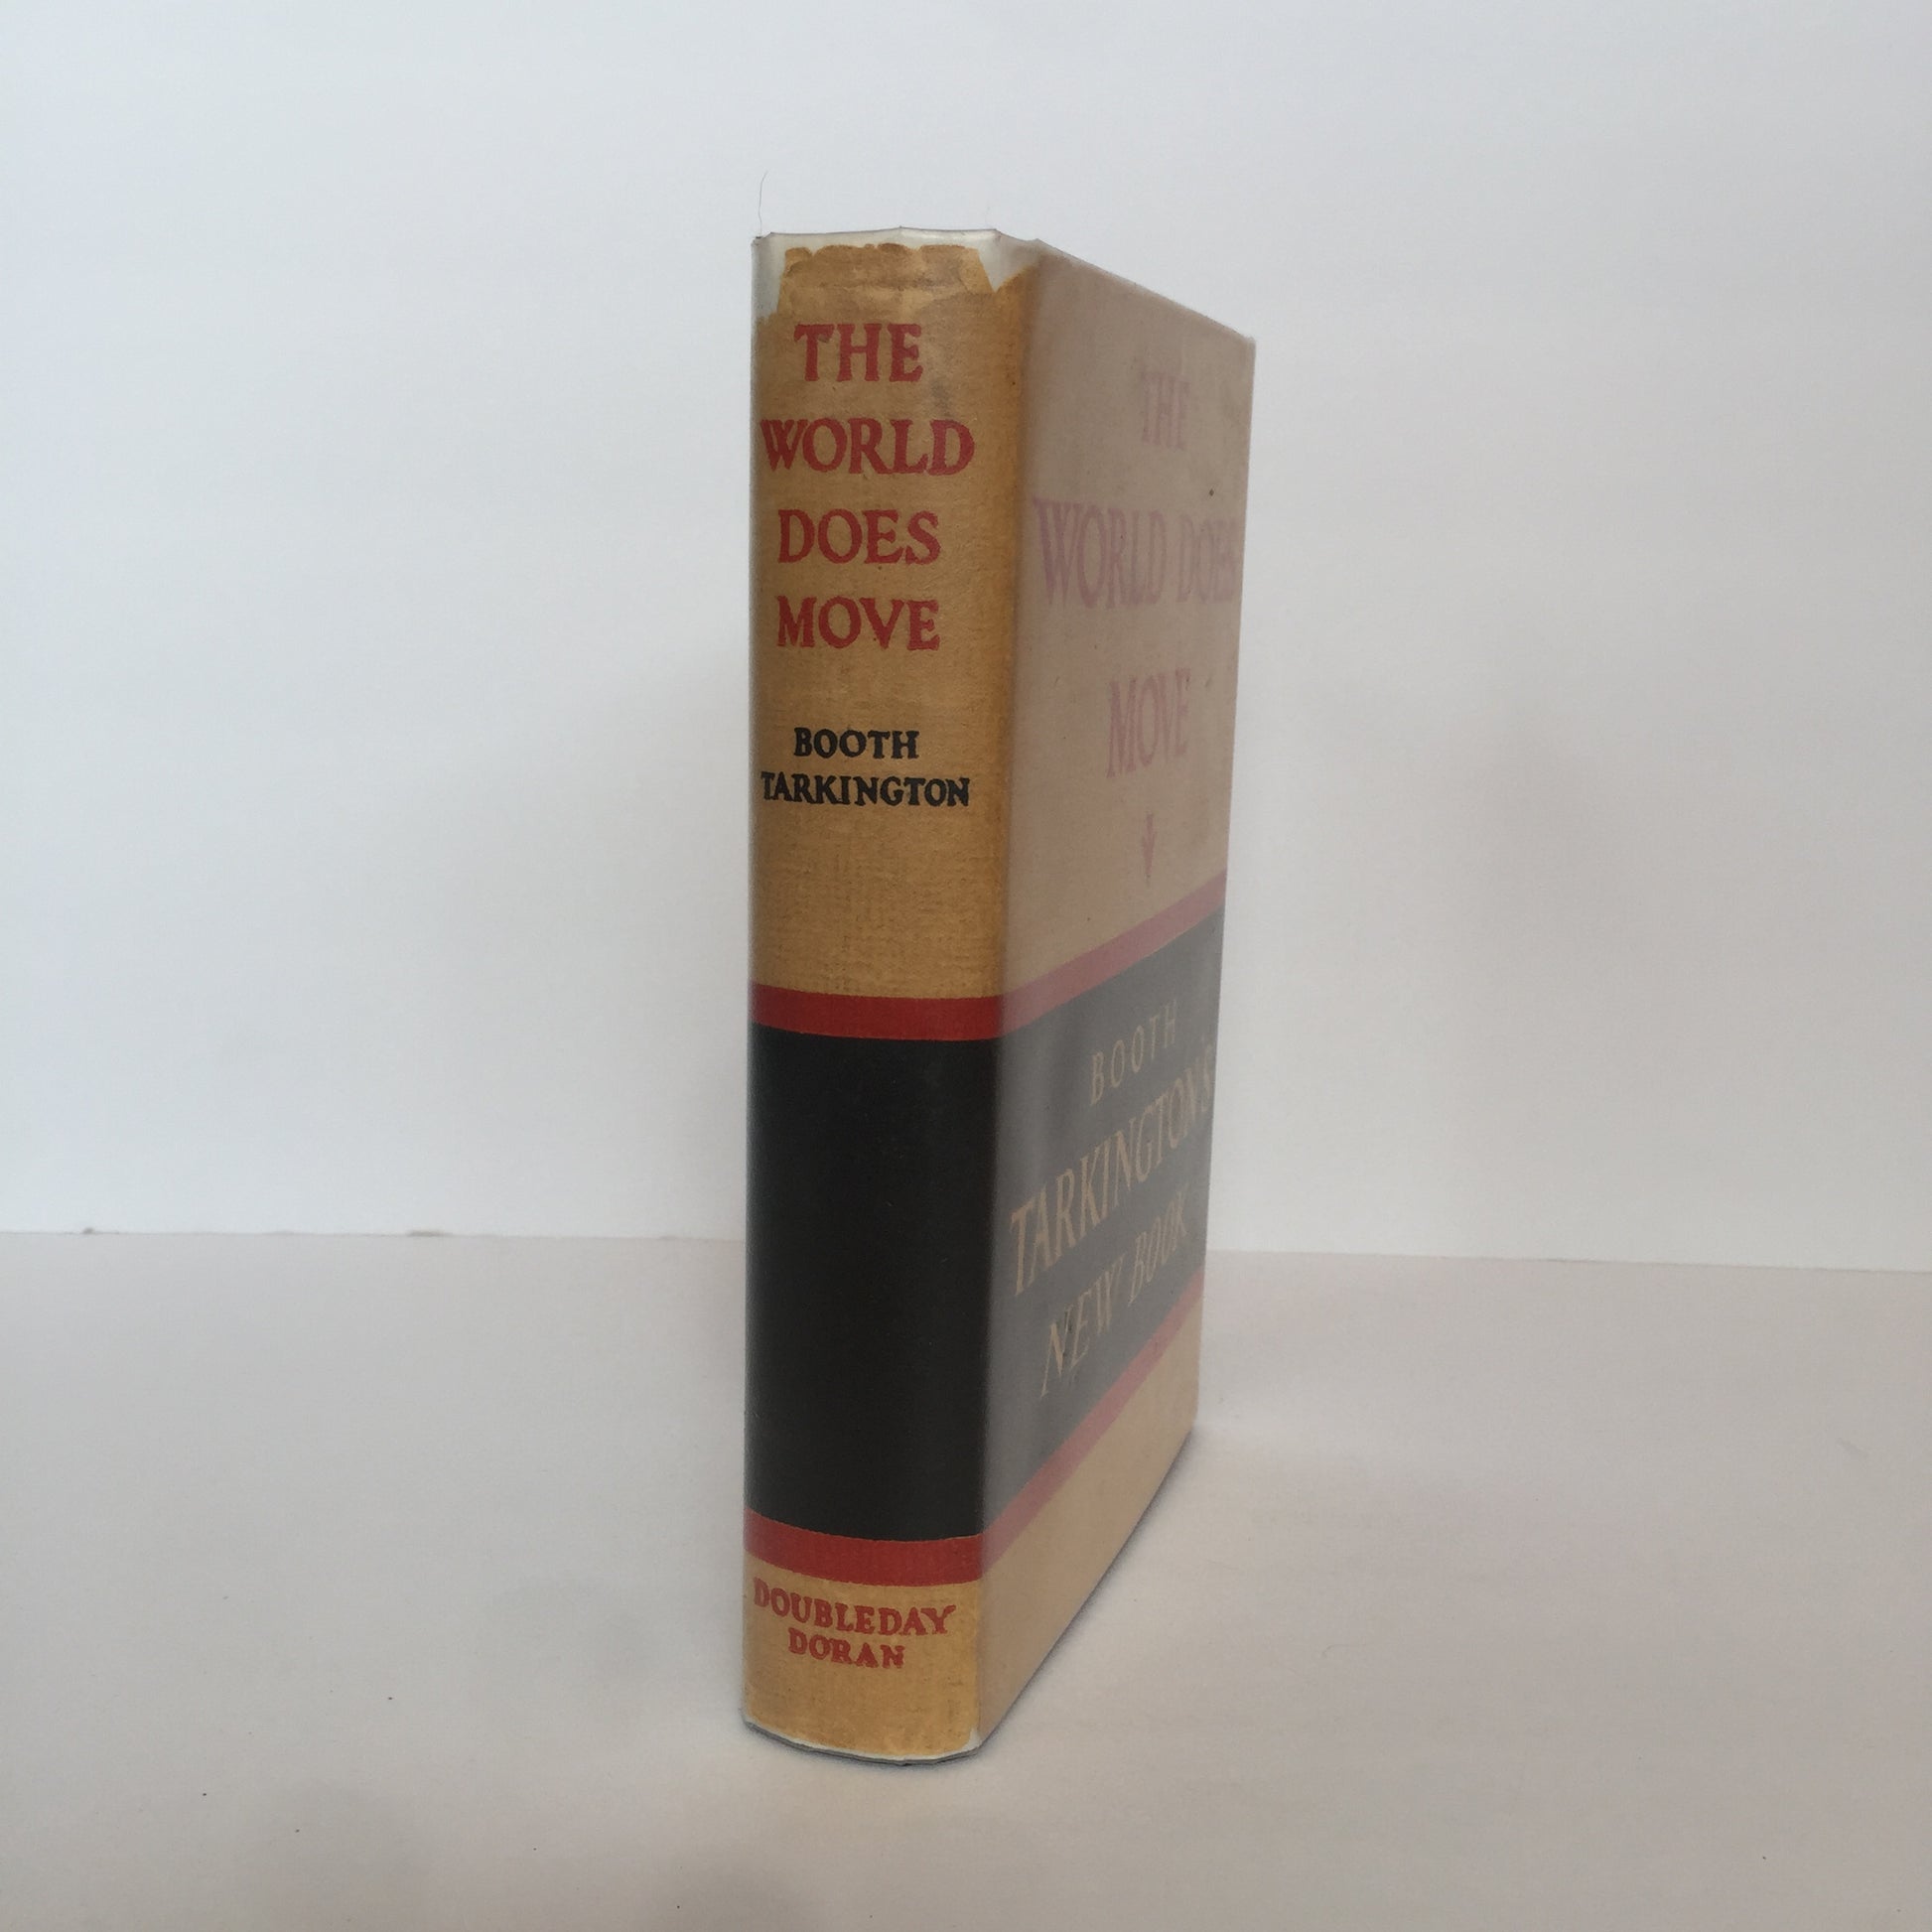 THE
WORLD
DOES
MOVE
BOOTH
TARKINGTON
DOUBLEDAY
DORAN
THE
WORLD DOES
MOVE
BOOTH
TARKINGTON'S
NEW BOOK